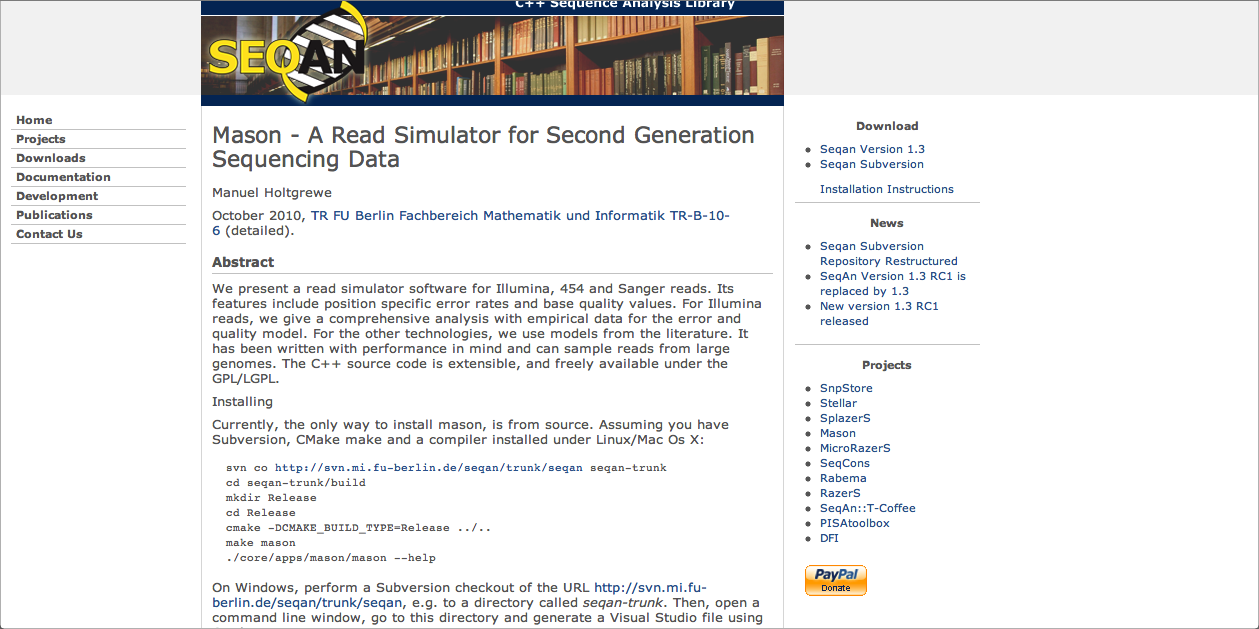 C++ Sequence Analysis Library
SEQAN
Home
Projects
Downloads
Documentation
Development
Publications
Contact Us
Mason - A Read Simulator for Second Generation
Sequencing Data
Manuel Holtgrewe
October 2010, TR FU Berlin Fachbereich Mathematik und Informatik TR-B-10-
6 (detailed).
Abstract
We present a read simulator software for Illumina, 454 and Sanger reads. Its
features include position specific error rates and base quality values. For Illumina
reads, we give a comprehensive analysis with empirical data for the error and
quality model. For the other technologies, we use models from the literature. It
has been written with performance in mind and can sample reads from large
genomes. The C++ source code is extensible, and freely available under the
GPL/LGPL.
Installing
Currently, the only way to install mason, is from source. Assuming you have
Subversion, CMake make and a compiler installed under Linux/Mac Os X:
svn co http://svn.mi.fu-berlin.de/seqan/trunk/seqan seqan-trunk
cd seqan-trunk/build
mkdir Release
cd Release
cmake -DCMAKE_BUILD_TYPE=Release ../..
make mason
./core/apps/mason/mason --help
On Windows, perform a Subversion checkout of the URL http://svn.mi.fu-
berlin.de/seqan/trunk/seqan, e.g. to a directory called seqan-trunk. Then, open a
command line window, go to this directory and generate a Visual Studio file using
Download
Seqan Version 1.3
Seqan Subversion
Installation Instructions
News
Seqan Subversion
Repository Restructured
SeqAn Version 1.3 RC1 is
replaced by 1.3
New version 1.3 RC1
released
Projects
SnpStore
Stellar
SplazerS
Mason
MicroRazerS
SeqCons
Rabema
RazerS
SeqAn::T-Coffee
PISAtoolbox
DFI
PayPal
Donate